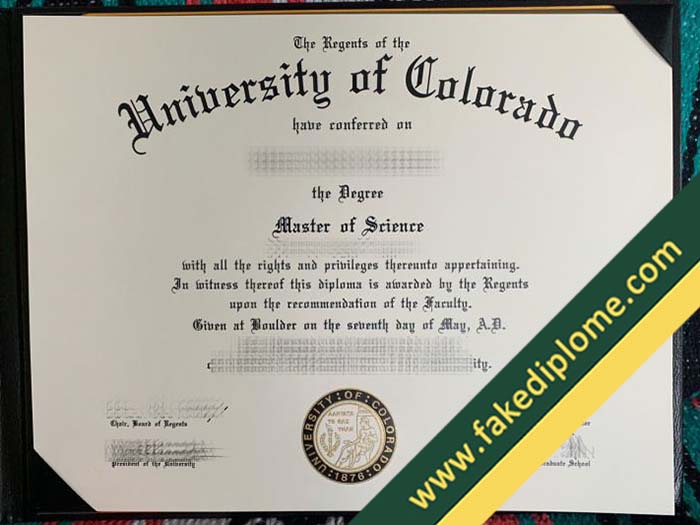 The Regents of the
University of Colorado
have conferred on
the Degree
Master of Science
with all the rights and privileges thereunto appertaining.
In witness thereof this diploma is awarded by the Regents
upon the recommendation of the Faculty.
Given at Boulder on the seventh day of May, A.D.
Chair, Board of Regents
President of the University
Graduate School
UNIVERSITY OF COLORADO
1876
www.fakediplome.com